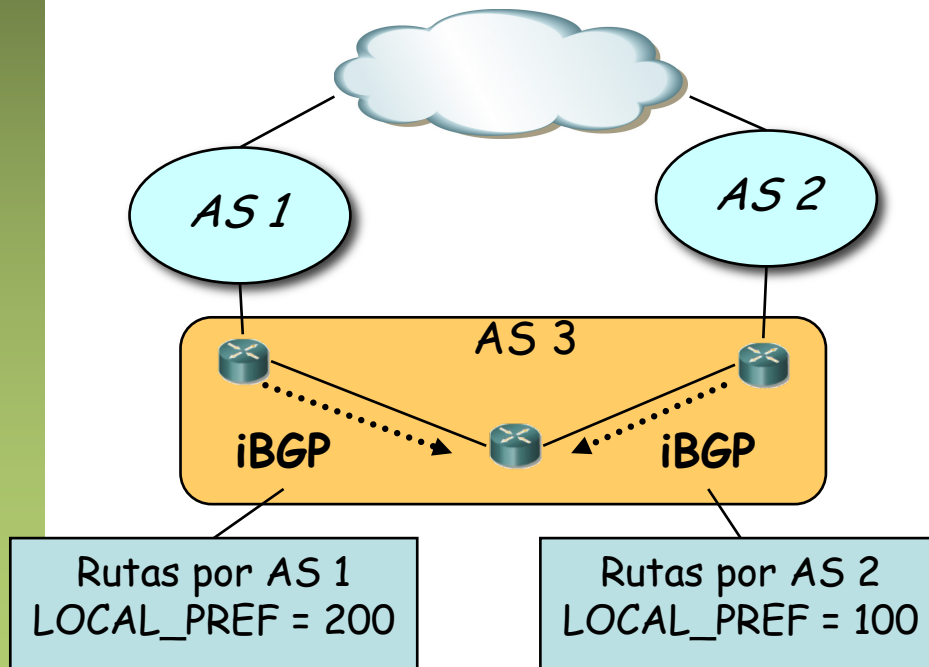 AS 1
AS 2
AS 3
iBGP
iBGP
Rutas por AS 1
LOCAL_PREF = 200
Rutas por AS 2
LOCAL_PREF = 100